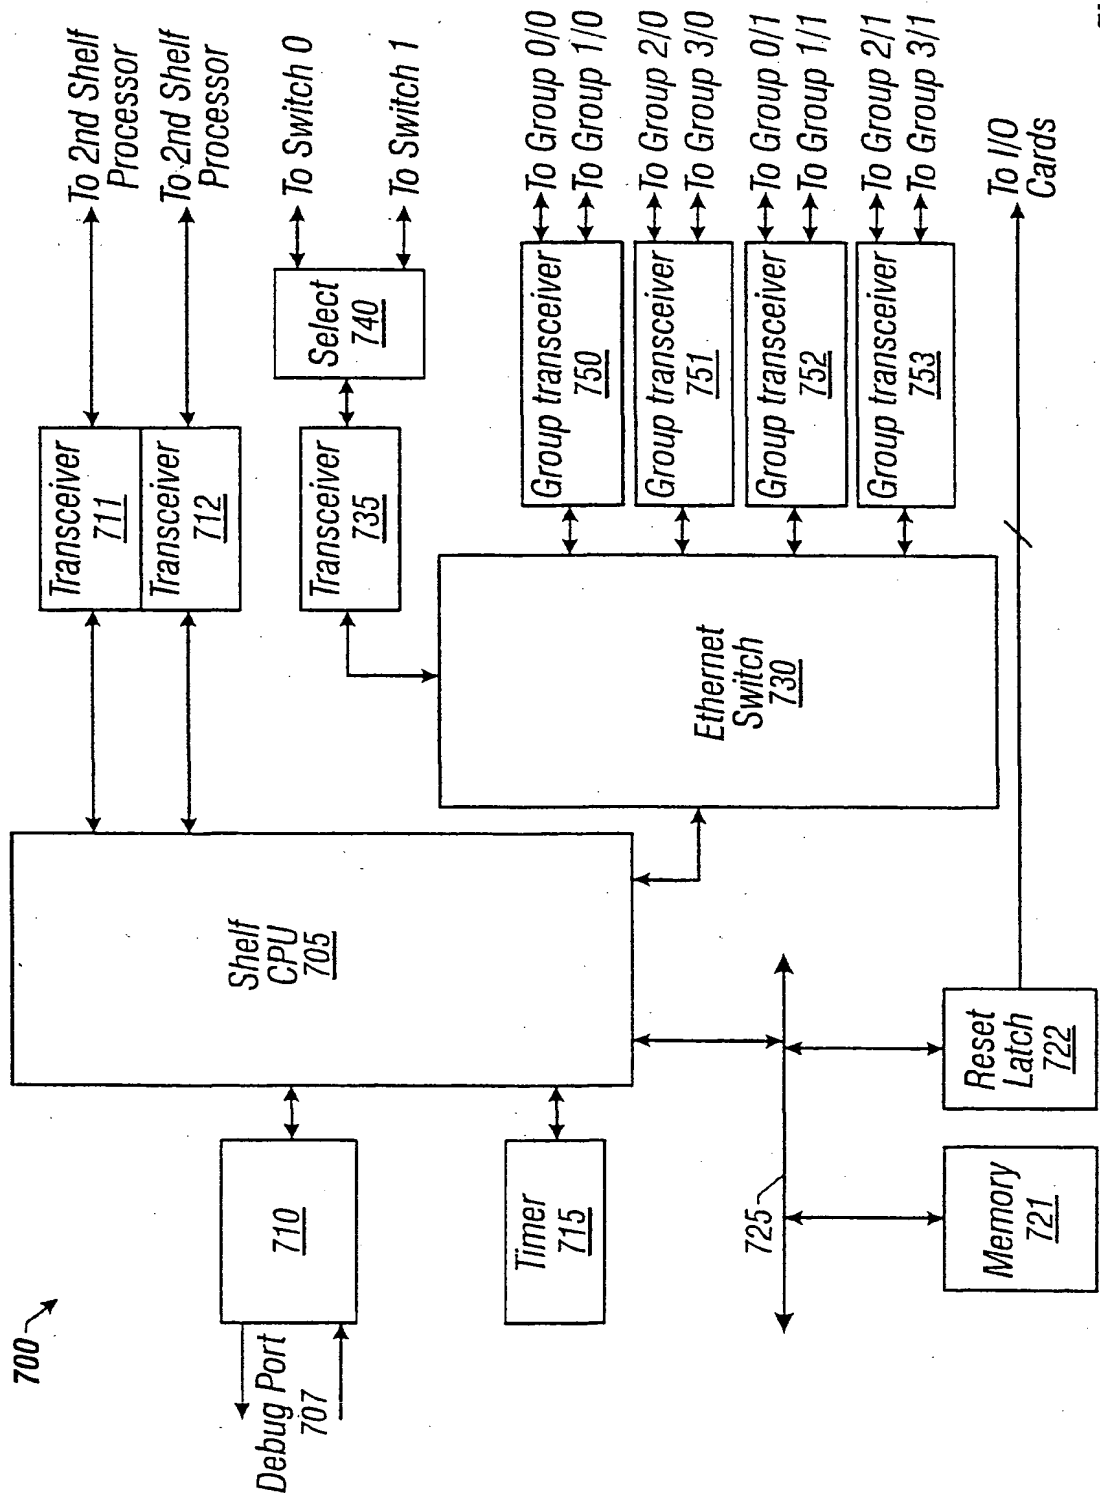 700
Debug Port
707
710
Timer
715
Shelf
CPU
705
725
Memory
721
Reset
Latch
722
Transceiver
711
Transceiver
712
To 2nd Shelf
Processor
To 2nd Shelf
Processor
Transceiver
735
Select
740
To Switch 0
To Switch 1
Ethernet
Switch
730
Group transceiver
750
Group transceiver
751
Group transceiver
752
Group transceiver
753
To Group 0/0
To Group 1/0
To Group 2/0
To Group 3/0
To Group 0/1
To Group 1/1
To Group 2/1
To Group 3/1
To I/O
Cards